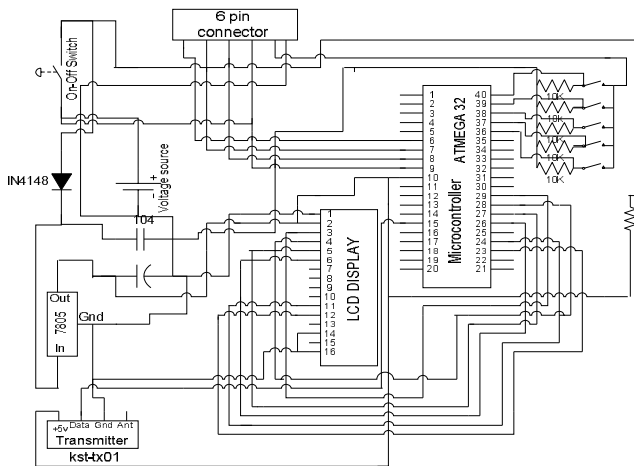 6 pin
connector
On-Off Switch
IN4148
Voltage source
+
-
104
Out
7805
Gnd
In
+5v Data Gnd Ant
Transmitter
kst-tx01
LCD DISPLAY
1
2
3
4
5
6
7
8
9
10
11
12
13
14
15
16
ATMEGA 32
Microcontroller
1 40
2 39
3 38
4 37
5 36
6 35
7 34
8 33
9 32
10 31
11 30
12 29
13 28
14 27
15 26
16 25
17 24
18 23
19 22
20 21
10K
10K
10K
10K
10K